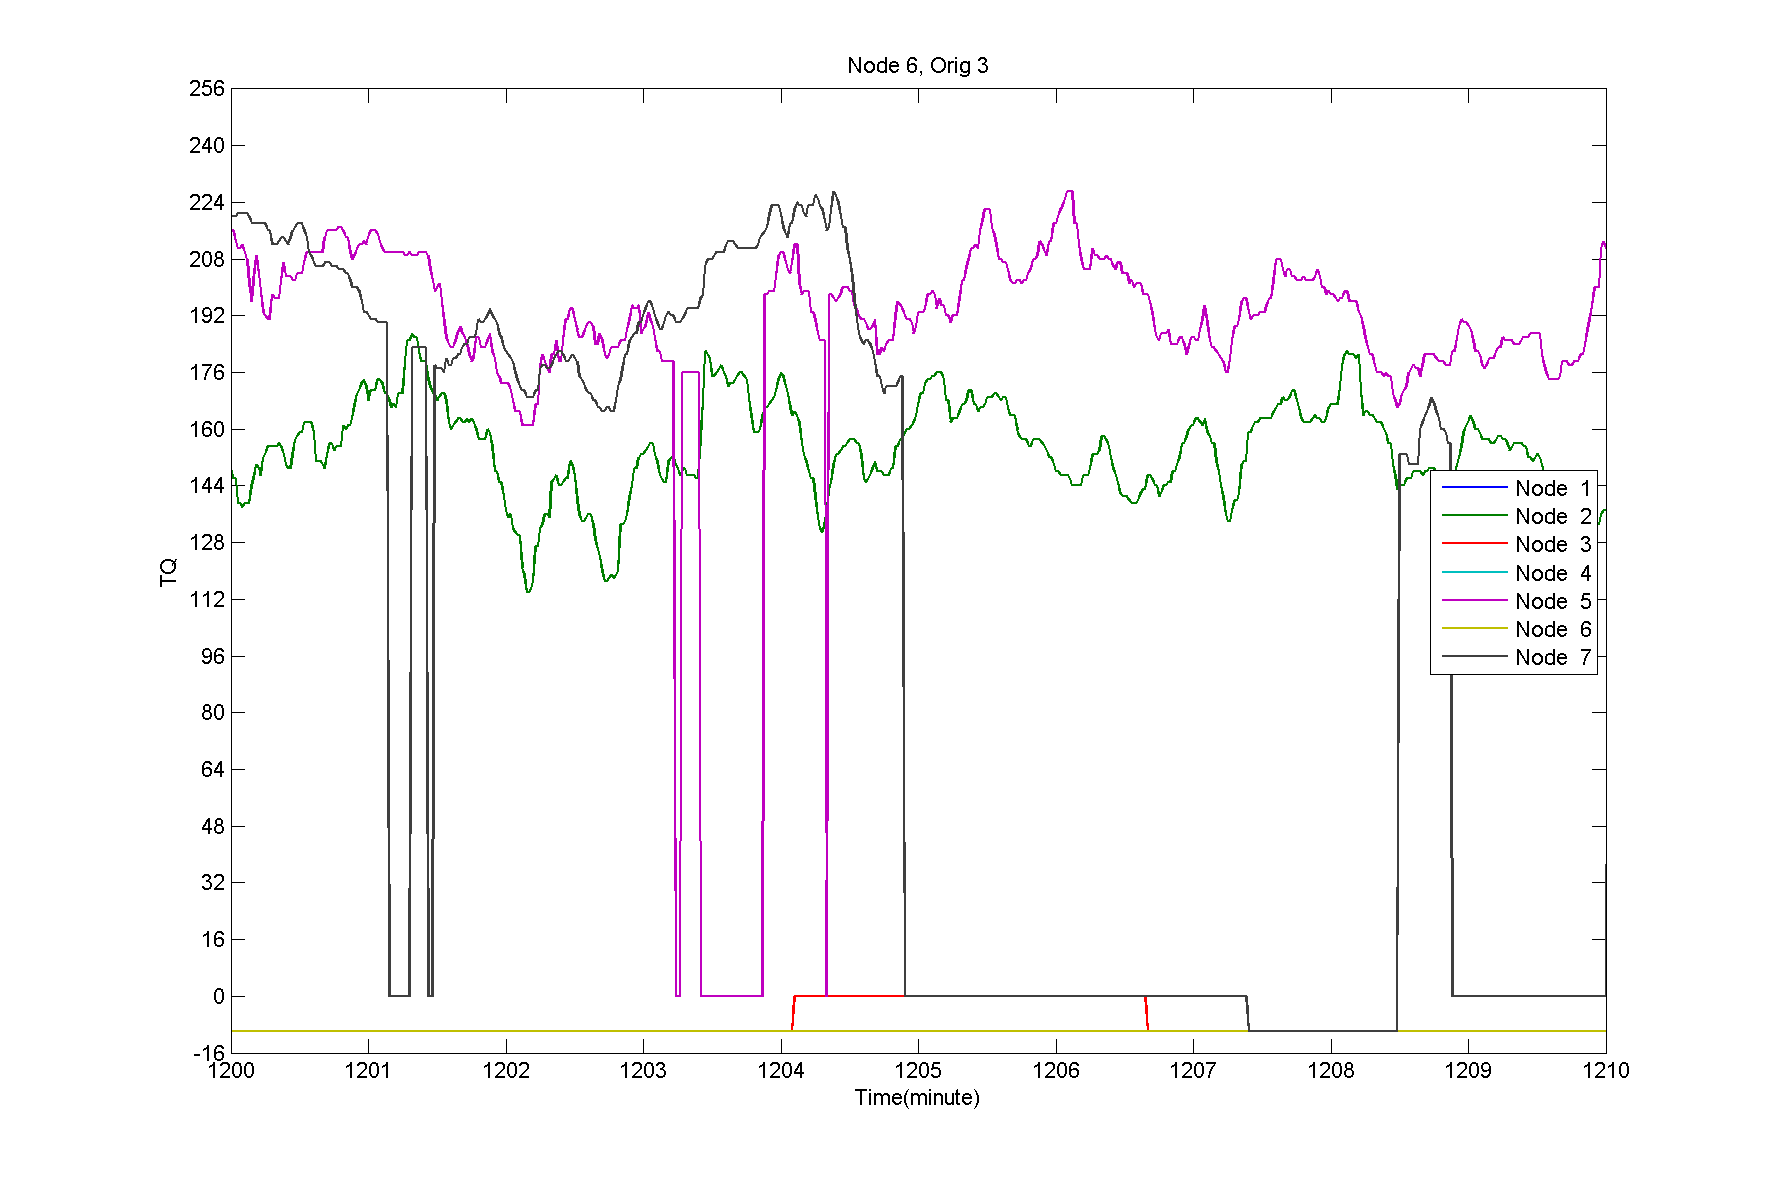 Node 6, Orig 3
256
240
224
208
192
176
160
144
128
112
96
80
64
48
32
16
0
-16
TQ
Node 1
Node 2
Node 3
Node 4
Node 5
Node 6
Node 7
1200 1201 1202 1203 1204 1205 1206 1207 1208 1209 1210
Time(minute)